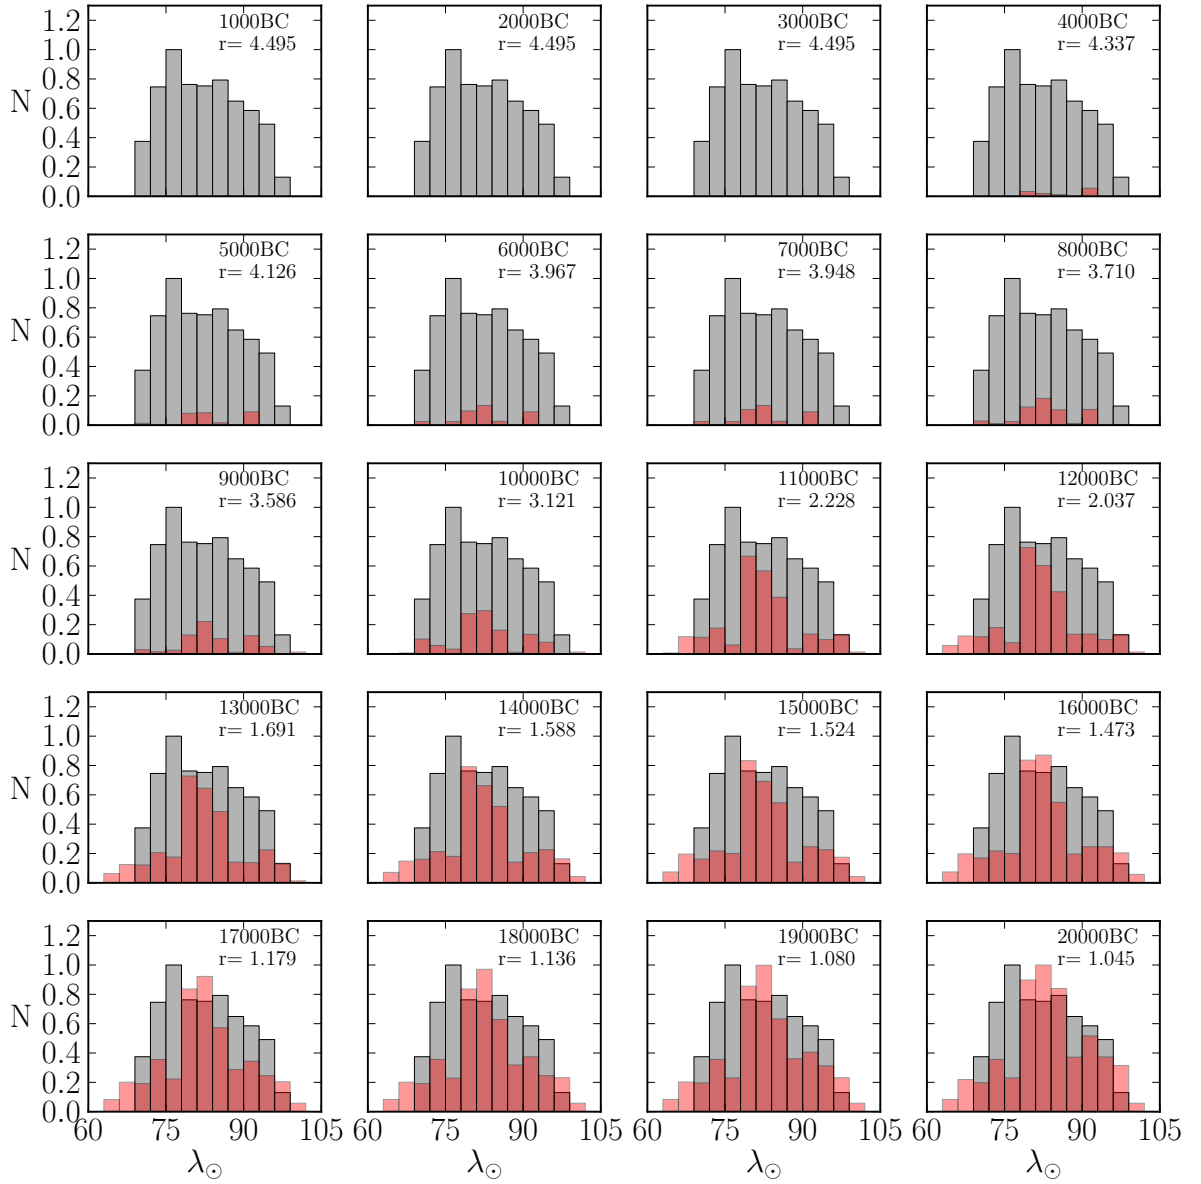 1000BC
r= 4.495
2000BC
r= 4.495
3000BC
r= 4.495
4000BC
r= 4.337
N
1.2
1.0
0.8
0.6
0.4
0.2
0.0
5000BC
r= 4.126
6000BC
r= 3.967
7000BC
r= 3.948
8000BC
r= 3.710
N
1.2
1.0
0.8
0.6
0.4
0.2
0.0
9000BC
r= 3.586
10000BC
r= 3.121
11000BC
r= 2.228
12000BC
r= 2.037
N
1.2
1.0
0.8
0.6
0.4
0.2
0.0
13000BC
r= 1.691
14000BC
r= 1.588
15000BC
r= 1.524
16000BC
r= 1.473
N
1.2
1.0
0.8
0.6
0.4
0.2
0.0
17000BC
r= 1.179
18000BC
r= 1.136
19000BC
r= 1.080
20000BC
r= 1.045
N
1.2
1.0
0.8
0.6
0.4
0.2
0.0
60 75 90 105
60 75 90 105
60 75 90 105
60 75 90 105
λ☉
λ☉
λ☉
λ☉